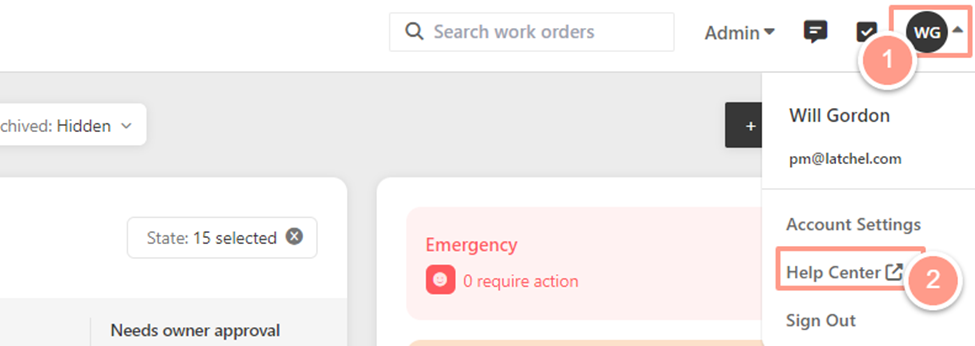 Search work orders
Admin
WG
1
Will Gordon
pm@latchel.com
chived: Hidden
+
State: 15 selected
Emergency
0 require action
Account Settings
Help Center
2
Sign Out
Needs owner approval